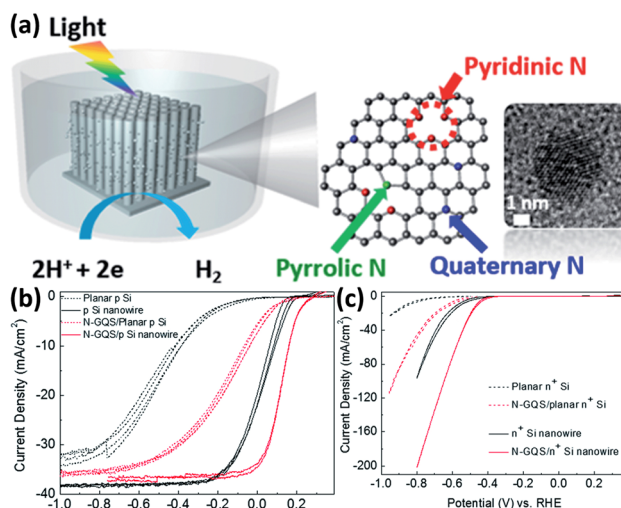 (a)
Light
Pyridinic N
1 nm
2H⁺ + 2e
H₂
Pyrrolic N
Quaternary N
(b)
Planar p Si
p Si nanowire
N-GQS/Planar p Si
N-GQS/p Si nanowire
Current Density (mA/cm²)
0
-10
-20
-30
-40
-1.0 -0.8 -0.6 -0.4 -0.2 0.0 0.2
(c)
Planar n⁺ Si
N-GQS/planar n⁺ Si
n⁺ Si nanowire
N-GQS/n⁺ Si nanowire
Current Density (mA/cm²)
0
-40
-80
-120
-160
-200
-1.0 -0.8 -0.6 -0.4 -0.2 0.0 0.2
Potential (V) vs. RHE